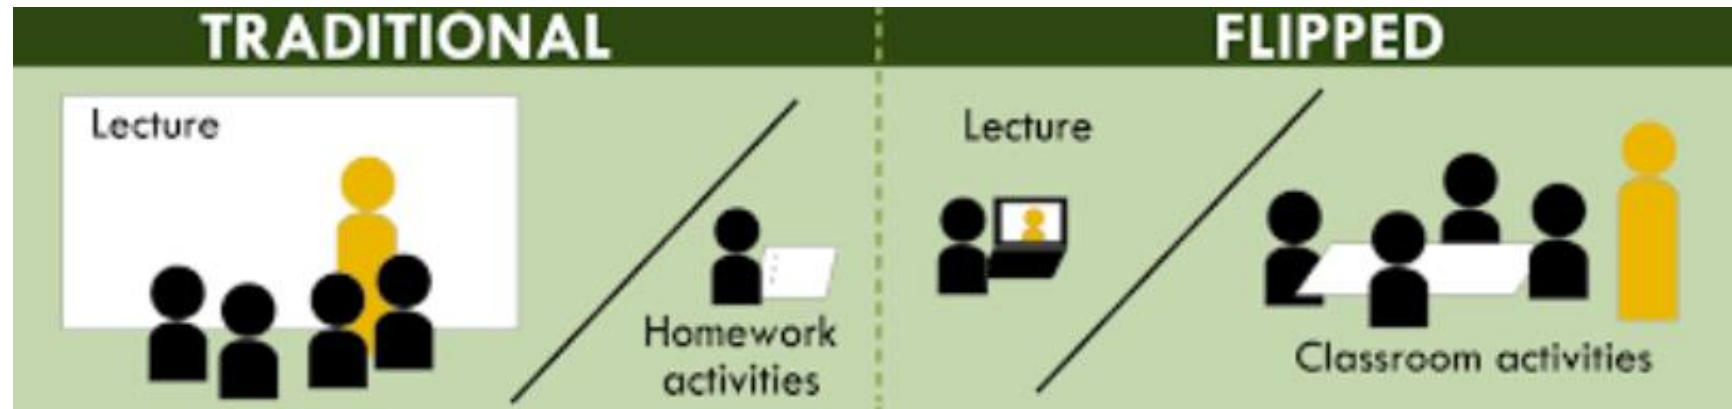 TRADITIONAL
Lecture
Homework
activities
FLIPPED
Lecture
Classroom activities